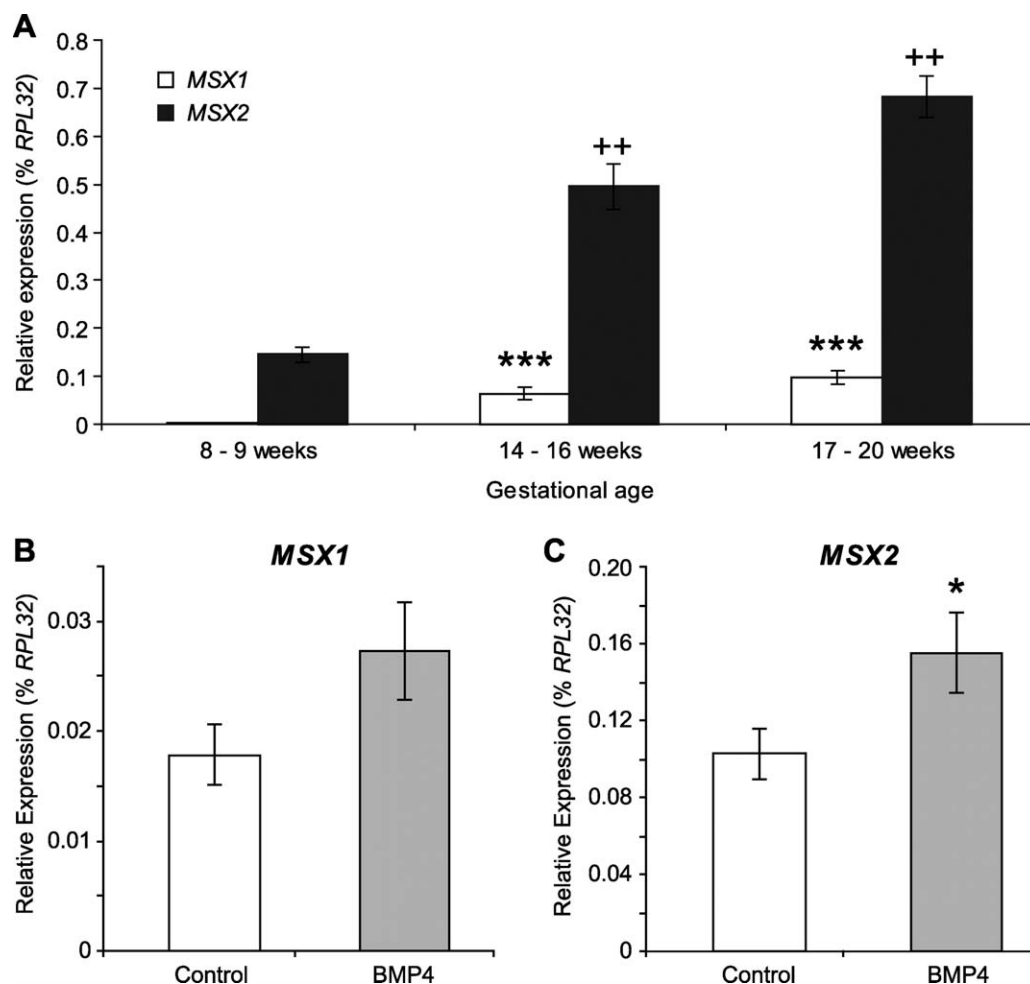 A
Relative expression (% RPL32)
0.8
0.7
0.6
0.5
0.4
0.3
0.2
0.1
0
MSX1
MSX2
++
++
***
***
8 - 9 weeks
14 - 16 weeks
17 - 20 weeks
Gestational age
B
MSX1
Relative Expression (% RPL32)
0.03
0.02
0.01
0
Control
BMP4
C
MSX2
Relative Expression (% RPL32)
0.20
0.16
0.12
0.08
0.04
0
*
Control
BMP4